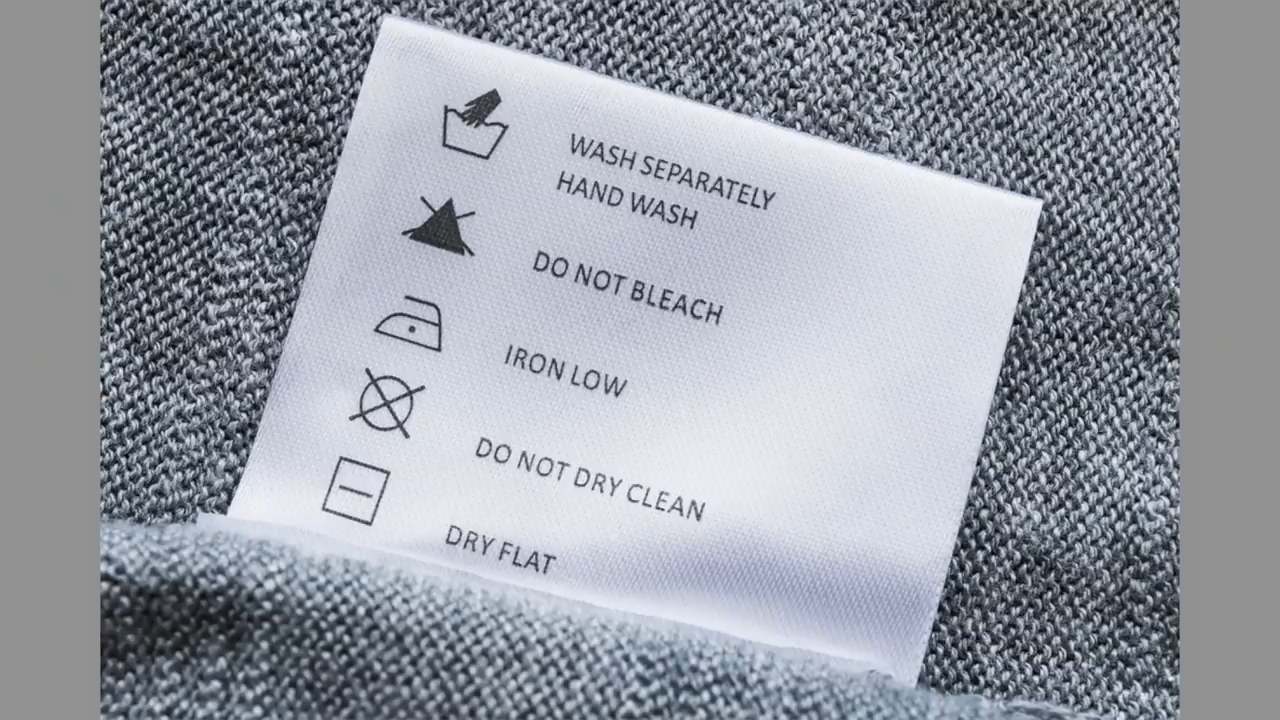 WASH SEPARATELY
HAND WASH
DO NOT BLEACH
IRON LOW
DO NOT DRY CLEAN
DRY FLAT